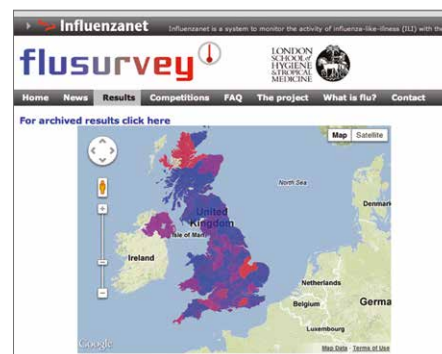 Influenzanet Influenzanet is a system to monitor the activity of influenza-like-illness (ILI) with the
flusurvey
LONDON
SCHOOL of
HYGIENE
& TROPICAL
MEDICINE
Home News Results Competitions FAQ The project What is flu? Contact
For archived results click here
Map Satellite
North Sea
Denmark
United
Kingdom
Isle of Man
Ireland
Netherlands
Belgium
Germa
Luxembourg
Google
Map Data - Terms of Use